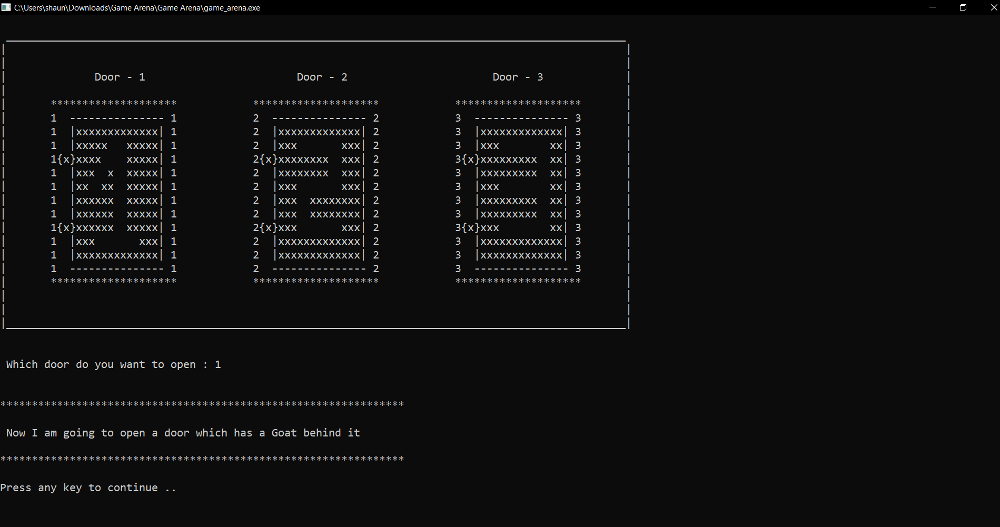 C:\Users\shaun\Downloads\Game Arena\Game Arena\game_arena.exe
Door - 1 Door - 2 Door - 3
******************** ******************** ********************
1  --------------- 1 2  --------------- 2 3  --------------- 3
1  |xxxxxxxxxxxxx| 1 2  |xxxxxxxxxxxxx| 2 3  |xxxxxxxxxxxxx| 3
1  |xxxxx   xxxxx| 1 2  |xxx       xxx| 2 3  |xxx        xx| 3
1{x}xxxx    xxxxx| 1 2{x}xxxxxxxx  xxx| 2 3{x}xxxxxxxxx  xx| 3
1  |xxx  x  xxxxx| 1 2  |xxxxxxxx  xxx| 2 3  |xxxxxxxxx  xx| 3
1  |xx  xx  xxxxx| 1 2  |xxx       xxx| 2 3  |xxx        xx| 3
1  |xxxxxx  xxxxx| 1 2  |xxx  xxxxxxxx| 2 3  |xxxxxxxxx  xx| 3
1  |xxxxxx  xxxxx| 1 2  |xxx  xxxxxxxx| 2 3  |xxxxxxxxx  xx| 3
1{x}xxxxxx  xxxxx| 1 2{x}xxx       xxx| 2 3{x}xxx        xx| 3
1  |xxx       xxx| 1 2  |xxxxxxxxxxxxx| 2 3  |xxxxxxxxxxxxx| 3
1  |xxxxxxxxxxxxx| 1 2  |xxxxxxxxxxxxx| 2 3  |xxxxxxxxxxxxx| 3
1  --------------- 1 2  --------------- 2 3  --------------- 3
******************** ******************** ********************
Which door do you want to open : 1
****************************************************************
Now I am going to open a door which has a Goat behind it
****************************************************************
Press any key to continue ..